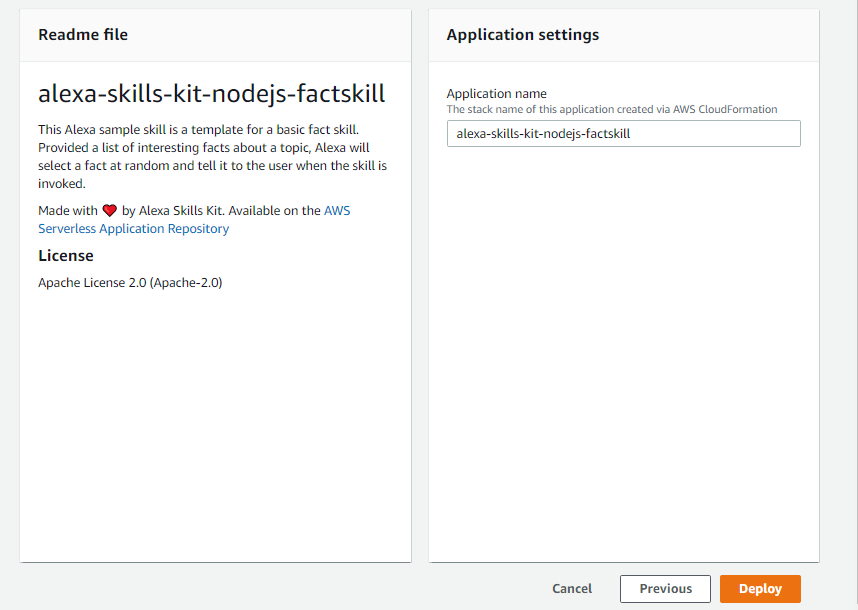 Readme file
alexa-skills-kit-nodejs-factskill
This Alexa sample skill is a template for a basic fact skill.
Provided a list of interesting facts about a topic, Alexa will
select a fact at random and tell it to the user when the skill is
invoked.
Made with ❤️ by Alexa Skills Kit. Available on the AWS
Serverless Application Repository
License
Apache License 2.0 (Apache-2.0)
Application settings
Application name
The stack name of this application created via AWS CloudFormation
alexa-skills-kit-nodejs-factskill
Cancel
Previous
Deploy